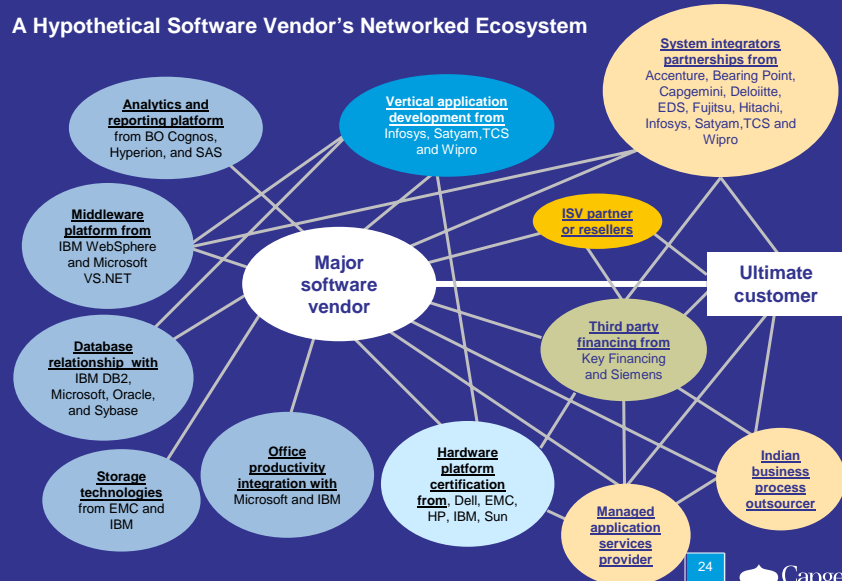 A Hypothetical Software Vendor's Networked Ecosystem
System integrators
partnerships from
Accenture, Bearing Point,
Capgemini, Deloiitte,
EDS, Fujitsu, Hitachi,
Infosys, Satyam,TCS and
Wipro
Analytics and
reporting platform
from BO Cognos,
Hyperion, and SAS
Vertical application
development from
Infosys, Satyam,TCS
and Wipro
Middleware
platform from
IBM WebSphere
and Microsoft
VS.NET
ISV partner
or resellers
Major
software
vendor
Ultimate
customer
Database
relationship with
IBM DB2,
Microsoft, Oracle,
and Sybase
Third party
financing from
Key Financing
and Siemens
Storage
technologies
from EMC and
IBM
Office
productivity
integration with
Microsoft and IBM
Hardware
platform
certification
from, Dell, EMC,
HP, IBM, Sun
Managed
application
services
provider
Indian
business
process
outsourcer
24
Capge